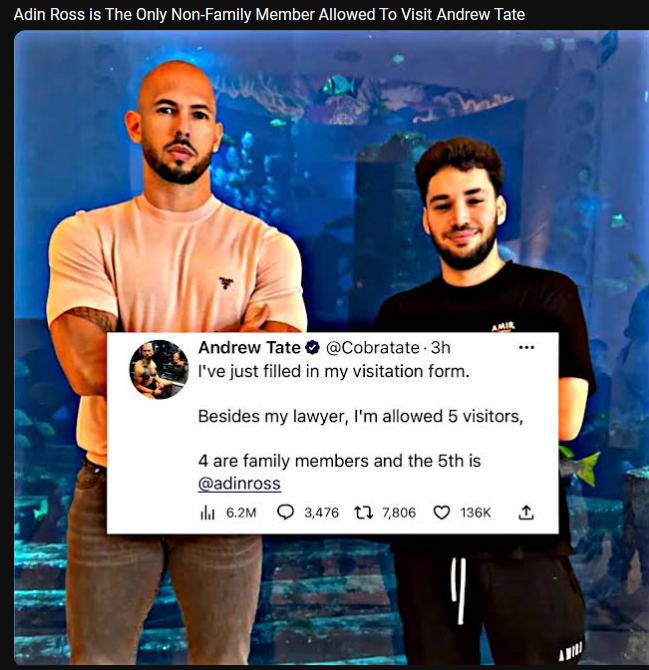 Adin Ross is The Only Non-Family Member Allowed To Visit Andrew Tate
AMIR
Andrew Tate @Cobratate · 3h
I've just filled in my visitation form.
Besides my lawyer, I'm allowed 5 visitors,
4 are family members and the 5th is
@adinross
6.2M 3,476 7,806 136K
AMIRI